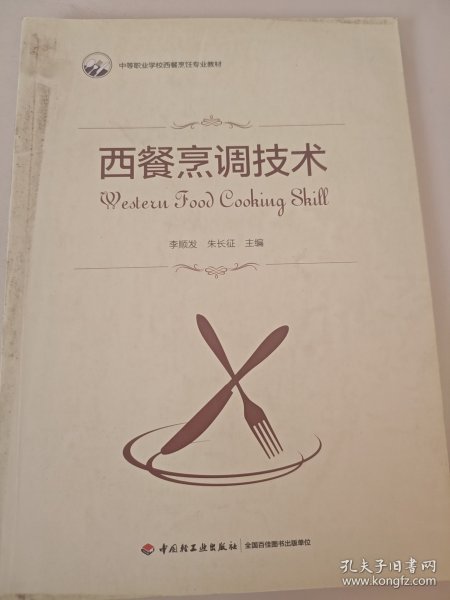 中等职业学校西餐烹饪专业教材
西餐烹调技术
Western Food Cooking Skill
李顺发 朱长征 主编
中国轻工业出版社 全国百佳图书出版单位
孔夫子旧书网
www.kongfz.com